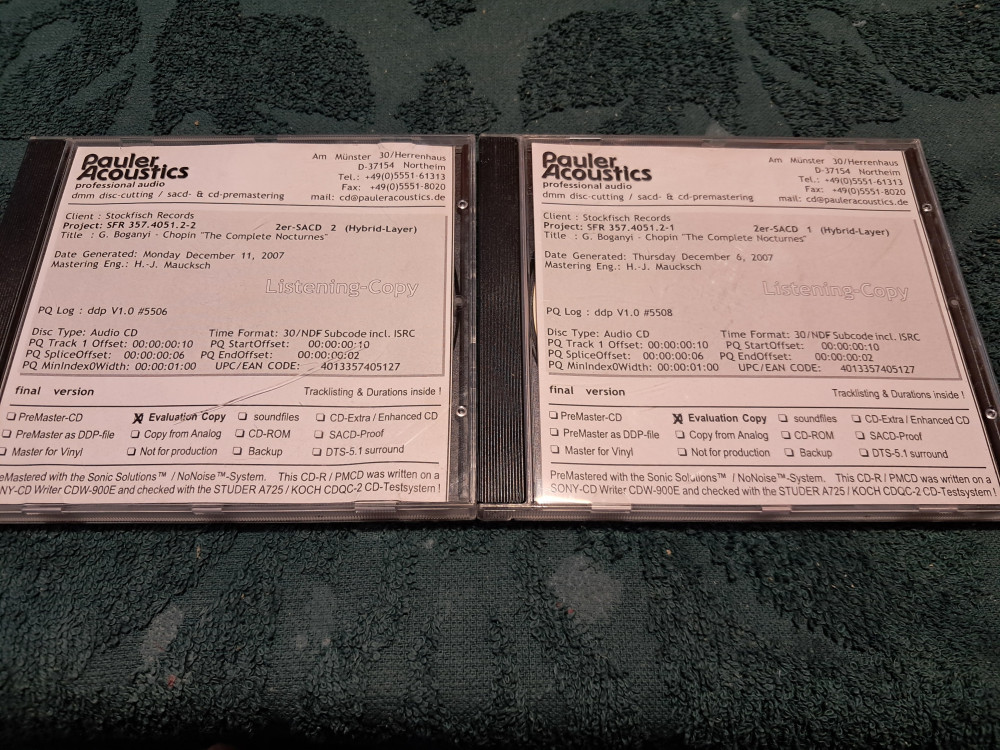 Pauler
Acoustics
professional audio
dmm disc-cutting / sacd- & cd-premastering
Am Münster 30/Herrenhaus
D-37154 Northeim
Tel.: +49(0)5551-61313
Fax: +49(0)5551-8020
mail: cd@pauleracoustics.de
Client : Stockfisch Records
Project: SFR 357.4051.2-2 2er-SACD 2 (Hybrid-Layer)
Title : G. Boganyi - Chopin "The Complete Nocturnes"
Date Generated: Monday December 11, 2007
Mastering Eng.: H.-J. Maucksch
Listening-Copy
PQ Log : ddp V1.0 #5506
Disc Type: Audio CD Time Format: 30/NDF Subcode incl. ISRC
PQ Track 1 Offset: 00:00:00:10 PQ StartOffset: 00:00:00:10
PQ SpliceOffset: 00:00:00:06 PQ EndOffset: 00:00:00:02
PQ MinIndex0Width: 00:00:01:00 UPC/EAN CODE: 4013357405127
final version Tracklisting & Durations inside !
❏ PreMaster-CD ✗ Evaluation Copy ❏ soundfiles ❏ CD-Extra / Enhanced CD
❏ PreMaster as DDP-file ❏ Copy from Analog ❏ CD-ROM ❏ SACD-Proof
❏ Master for Vinyl ❏ Not for production ❏ Backup ❏ DTS-5.1 surround
reMastered with the Sonic Solutions™ / NoNoise™-System. This CD-R / PMCD was written on a
ONY-CD Writer CDW-900E and checked with the STUDER A725 / KOCH CDQC-2 CD-Testsystem !
Pauler
Acoustics
professional audio
dmm disc-cutting / sacd- & cd-premastering
Am Münster 30/Herrenhaus
D-37154 Northeim
Tel.: +49(0)5551-61313
Fax: +49(0)5551-8020
mail: cd@pauleracoustics.de
Client : Stockfisch Records
Project: SFR 357.4051.2-1 2er-SACD 1 (Hybrid-Layer)
Title : G. Boganyi - Chopin "The Complete Nocturnes"
Date Generated: Thursday December 6, 2007
Mastering Eng.: H.-J. Maucksch
Listening-Copy
PQ Log : ddp V1.0 #5508
Disc Type: Audio CD Time Format: 30/NDF Subcode incl. ISRC
PQ Track 1 Offset: 00:00:00:10 PQ StartOffset: 00:00:00:10
PQ SpliceOffset: 00:00:00:06 PQ EndOffset: 00:00:00:02
PQ MinIndex0Width: 00:00:01:00 UPC/EAN CODE: 4013357405127
final version Tracklisting & Durations inside !
❏ PreMaster-CD ✗ Evaluation Copy ❏ soundfiles ❏ CD-Extra / Enhanced CD
❏ PreMaster as DDP-file ❏ Copy from Analog ❏ CD-ROM ❏ SACD-Proof
❏ Master for Vinyl ❏ Not for production ❏ Backup ❏ DTS-5.1 surround
PreMastered with the Sonic Solutions™ / NoNoise™-System. This CD-R / PMCD was written on a
SONY-CD Writer CDW-900E and checked with the STUDER A725 / KOCH CDQC-2 CD-Testsystem !